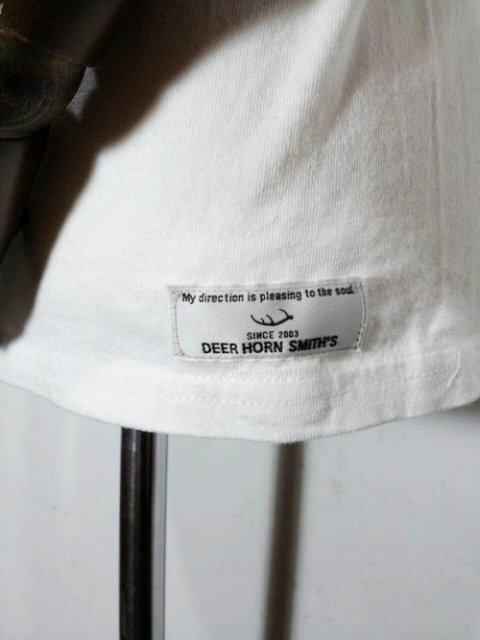 My direction is pleasing to the soul.
SINCE 2003
DEER HORN SMITH'S